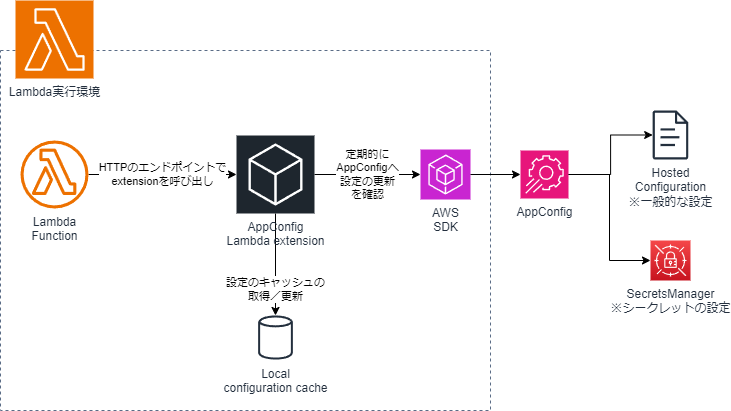 Lambda実行環境
HTTPのエンドポイントで
extensionを呼び出し
Lambda
Function
AppConfig
Lambda extension
定期的に
AppConfigへ
設定の更新
を確認
AWS
SDK
AppConfig
Hosted
Configuration
※一般的な設定
SecretsManager
※シークレットの設定
設定のキャッシュの
取得／更新
Local
configuration cache